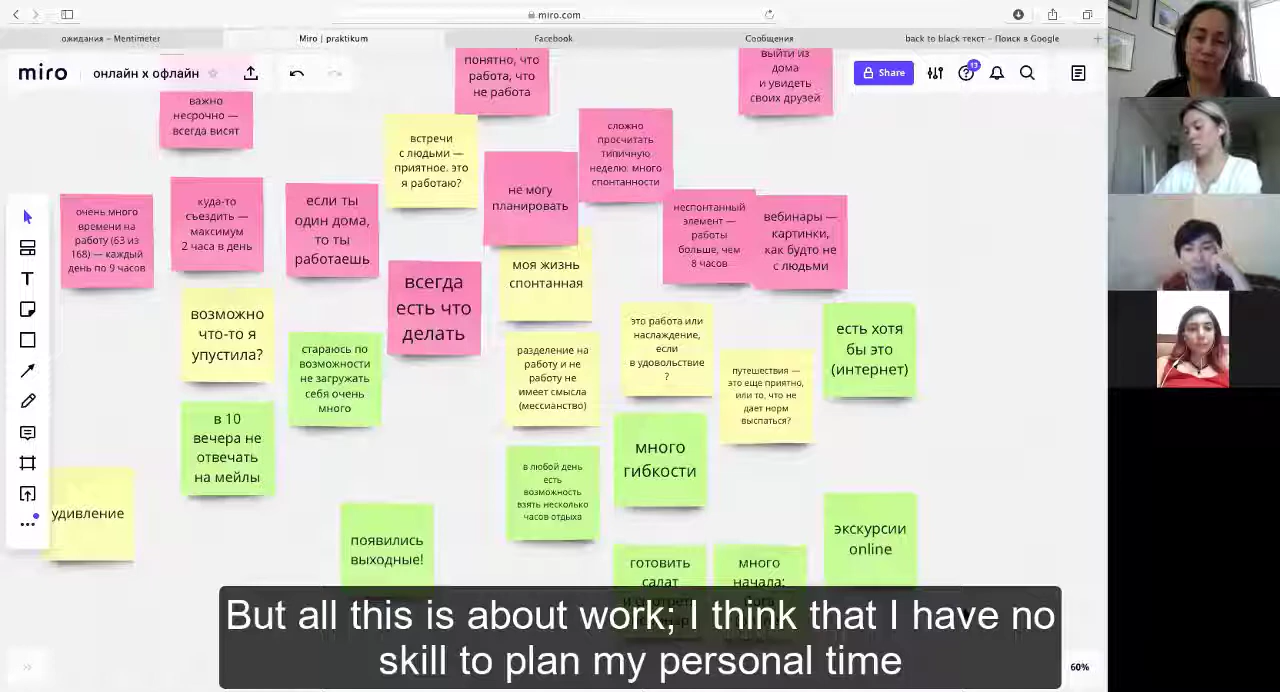 miro.com
ожидания – Mentimeter
Miro | praktikum
Facebook
Сообщения
back to black текст – Поиск в Google
miro
онлайн x офлайн
Share
13
понятно, что
работа, что
не работа
выйти из
дома
и увидеть
своих друзей
важно
несрочно —
всегда висят
встречи
с людьми —
приятное. это
я работаю?
сложно
просчитать
типичную
неделю: много
спонтанности
не могу
планировать
очень много
времени на
работу (63 из
168) — каждый
день по 9 часов
куда-то
съездить —
максимум
2 часа в день
если ты
один дома,
то ты
работаешь
неспонтанный
элемент —
работы
больше, чем
8 часов
вебинары —
картинки,
как будто не
с людьми
всегда
есть что
делать
моя жизнь
спонтанная
возможно
что-то я
упустила?
стараюсь по
возможности
не загружать
себя очень
много
разделение на
работу и не
работу не
имеет смысла
(мессианство)
это работа или
наслаждение,
если
в удовольствие
?
путешествия —
это еще приятно,
или то, что не
дает норм
выспаться?
есть хотя
бы это
(интернет)
в 10
вечера не
отвечать
на мейлы
много
гибкости
в любой день
есть
возможность
взять несколько
часов отдыха
удивление
появились
выходные!
экскурсии
online
готовить
салат
много
начала:
But all this is about work; I think that I have no
skill to plan my personal time
60%